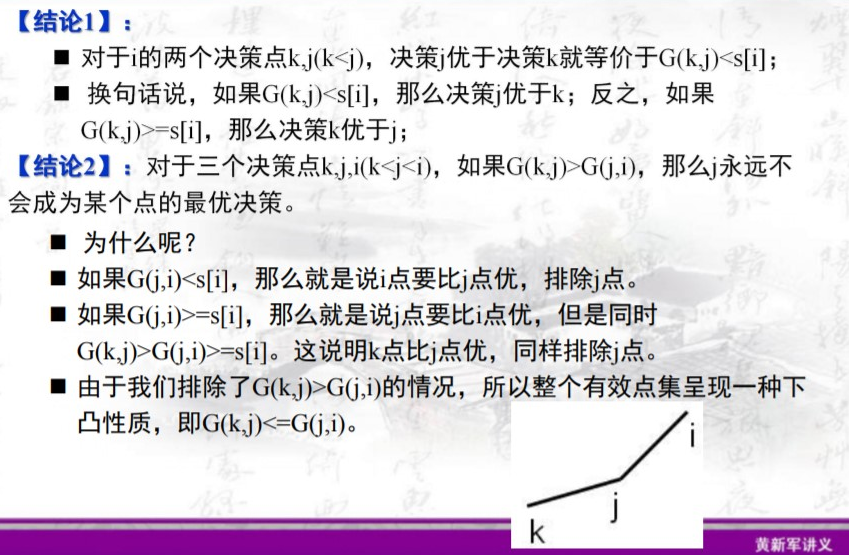 【结论1】:
■ 对于i的两个决策点k,j(k<j)，决策j优于决策k就等价于G(k,j)<s[i]；
■ 换句话说，如果G(k,j)<s[i]，那么决策j优于k；反之，如果
G(k,j)>=s[i]，那么决策k优于j；
【结论2】：对于三个决策点k,j,i(k<j<i)，如果G(k,j)>G(j,i)，那么j永远不
会成为某个点的最优决策。
■ 为什么呢？
■ 如果G(j,i)<s[i]，那么就是说i点要比j点优，排除j点。
■ 如果G(j,i)>=s[i]，那么就是说j点要比i点优，但是同时
G(k,j)>G(j,i)>=s[i]。这说明k点比j点优，同样排除j点。
■ 由于我们排除了G(k,j)>G(j,i)的情况，所以整个有效点集呈现一种下
凸性质，即G(k,j)<=G(j,i)。
i
j
k
黄新军讲义